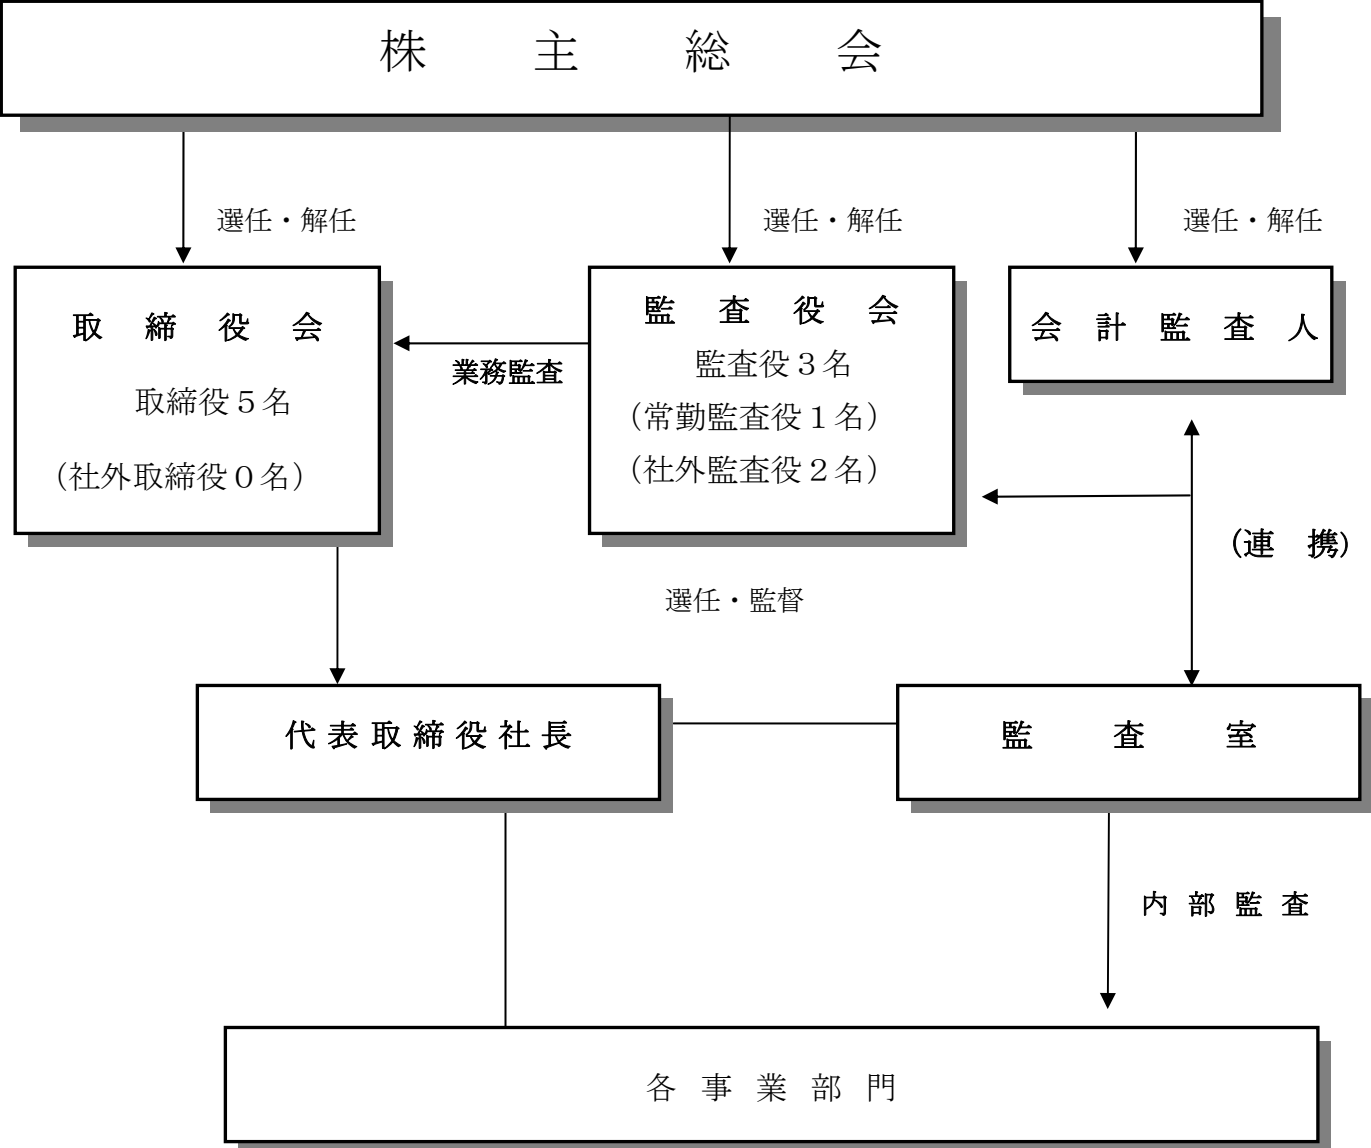 株主総会
選任・解任
選任・解任
選任・解任
取締役会
取締役５名
（社外取締役０名）
業務監査
監査役会
監査役３名
（常勤監査役１名）
（社外監査役２名）
会計監査人
（連 携）
選任・監督
代表取締役社長
監査室
内部監査
各事業部門